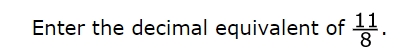 Enter the decimal equivalent of 11/8.